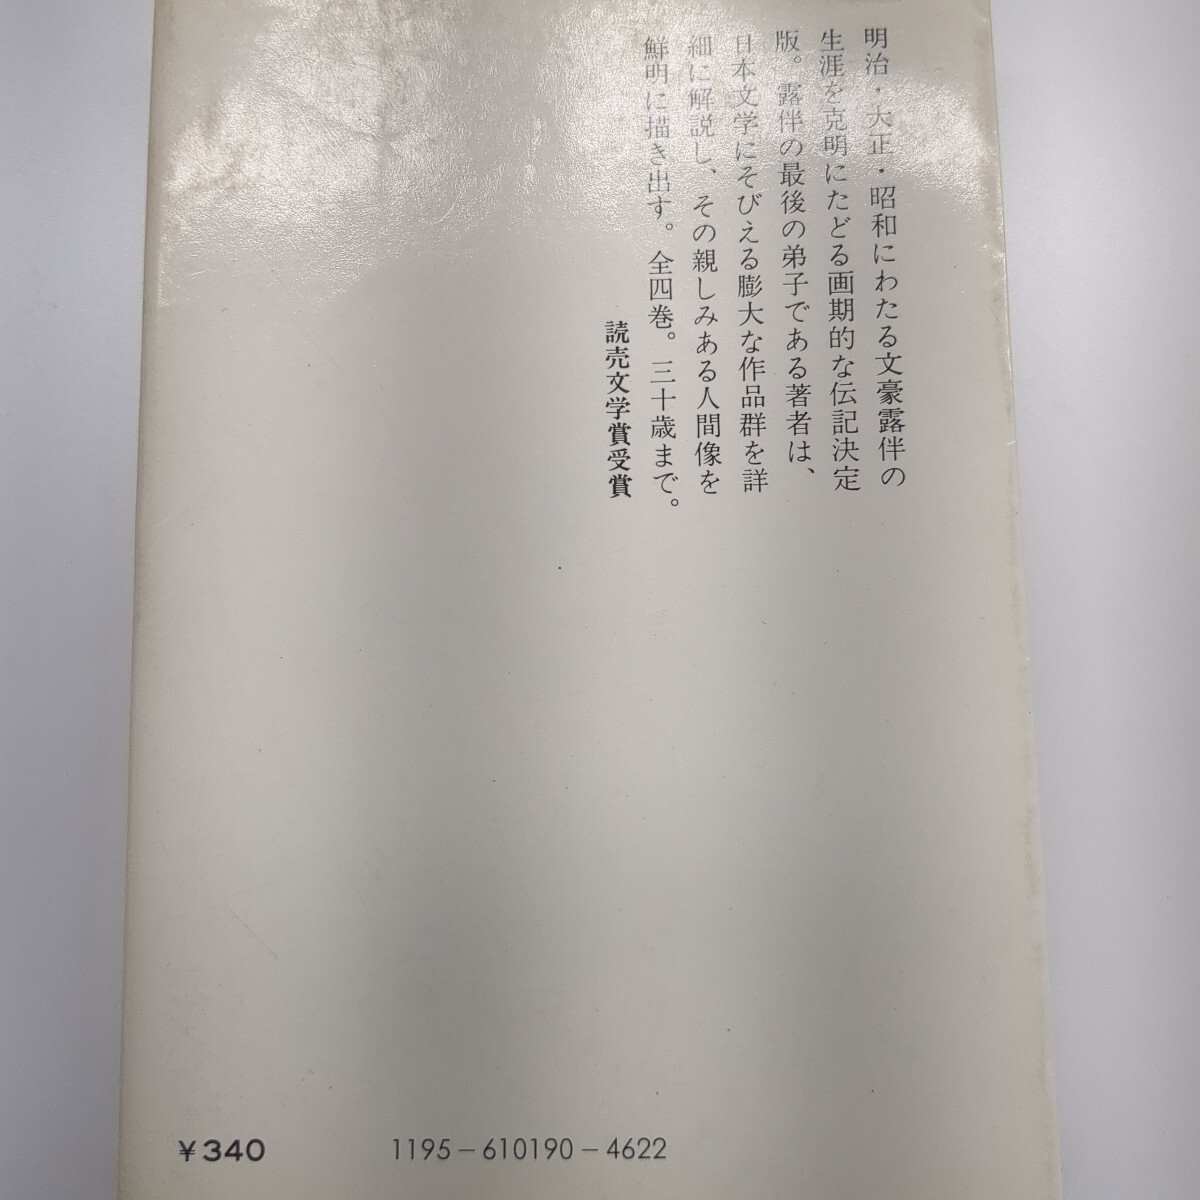 明治・大正・昭和にわたる文豪露伴の
生涯を克明にたどる画期的な伝記決定
版。露伴の最後の弟子である著者は、
日本文学にそびえる膨大な作品群を詳
細に解説し、その親しみある人間像を
鮮明に描き出す。全四巻。三十歳まで。
読売文学賞受賞
¥340
1195-610190-4622